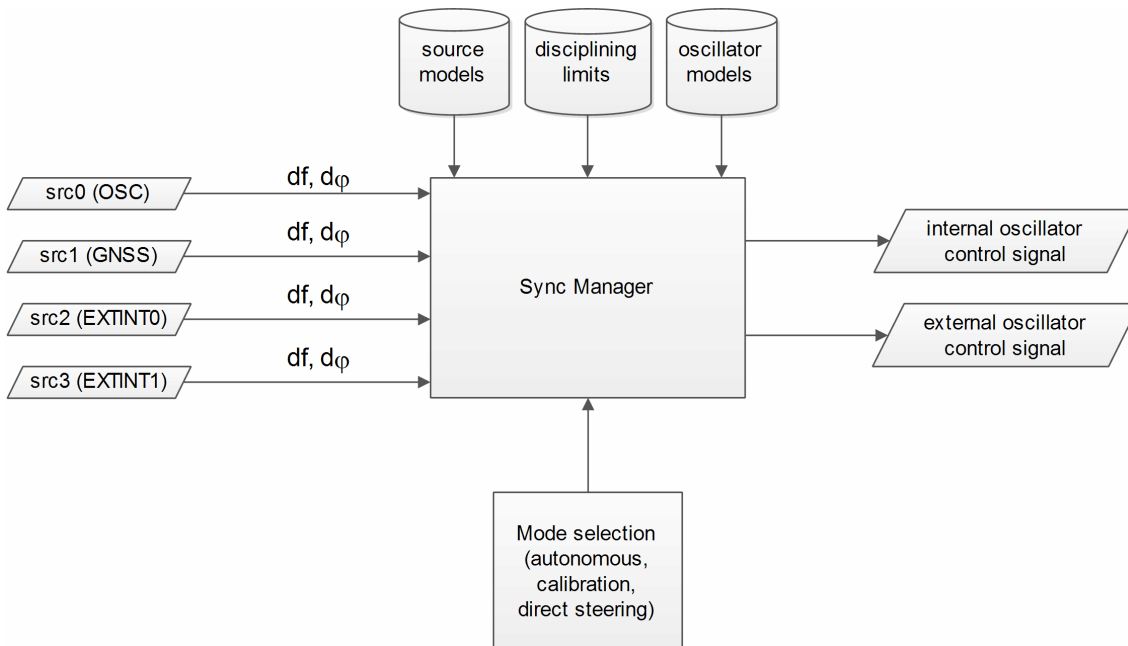 source
models
disciplining
limits
oscillator
models
src0 (OSC)
df, dφ
src1 (GNSS)
df, dφ
src2 (EXTINT0)
df, dφ
src3 (EXTINT1)
df, dφ
Sync Manager
internal oscillator
control signal
external oscillator
control signal
Mode selection
(autonomous,
calibration,
direct steering)